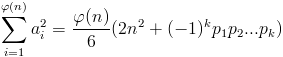 \sum_{i=1}^{\varphi(n)} a_i^2 = \frac{\varphi(n)}{6}(2n^2 + (-1)^k p_1 p_2 ... p_k)